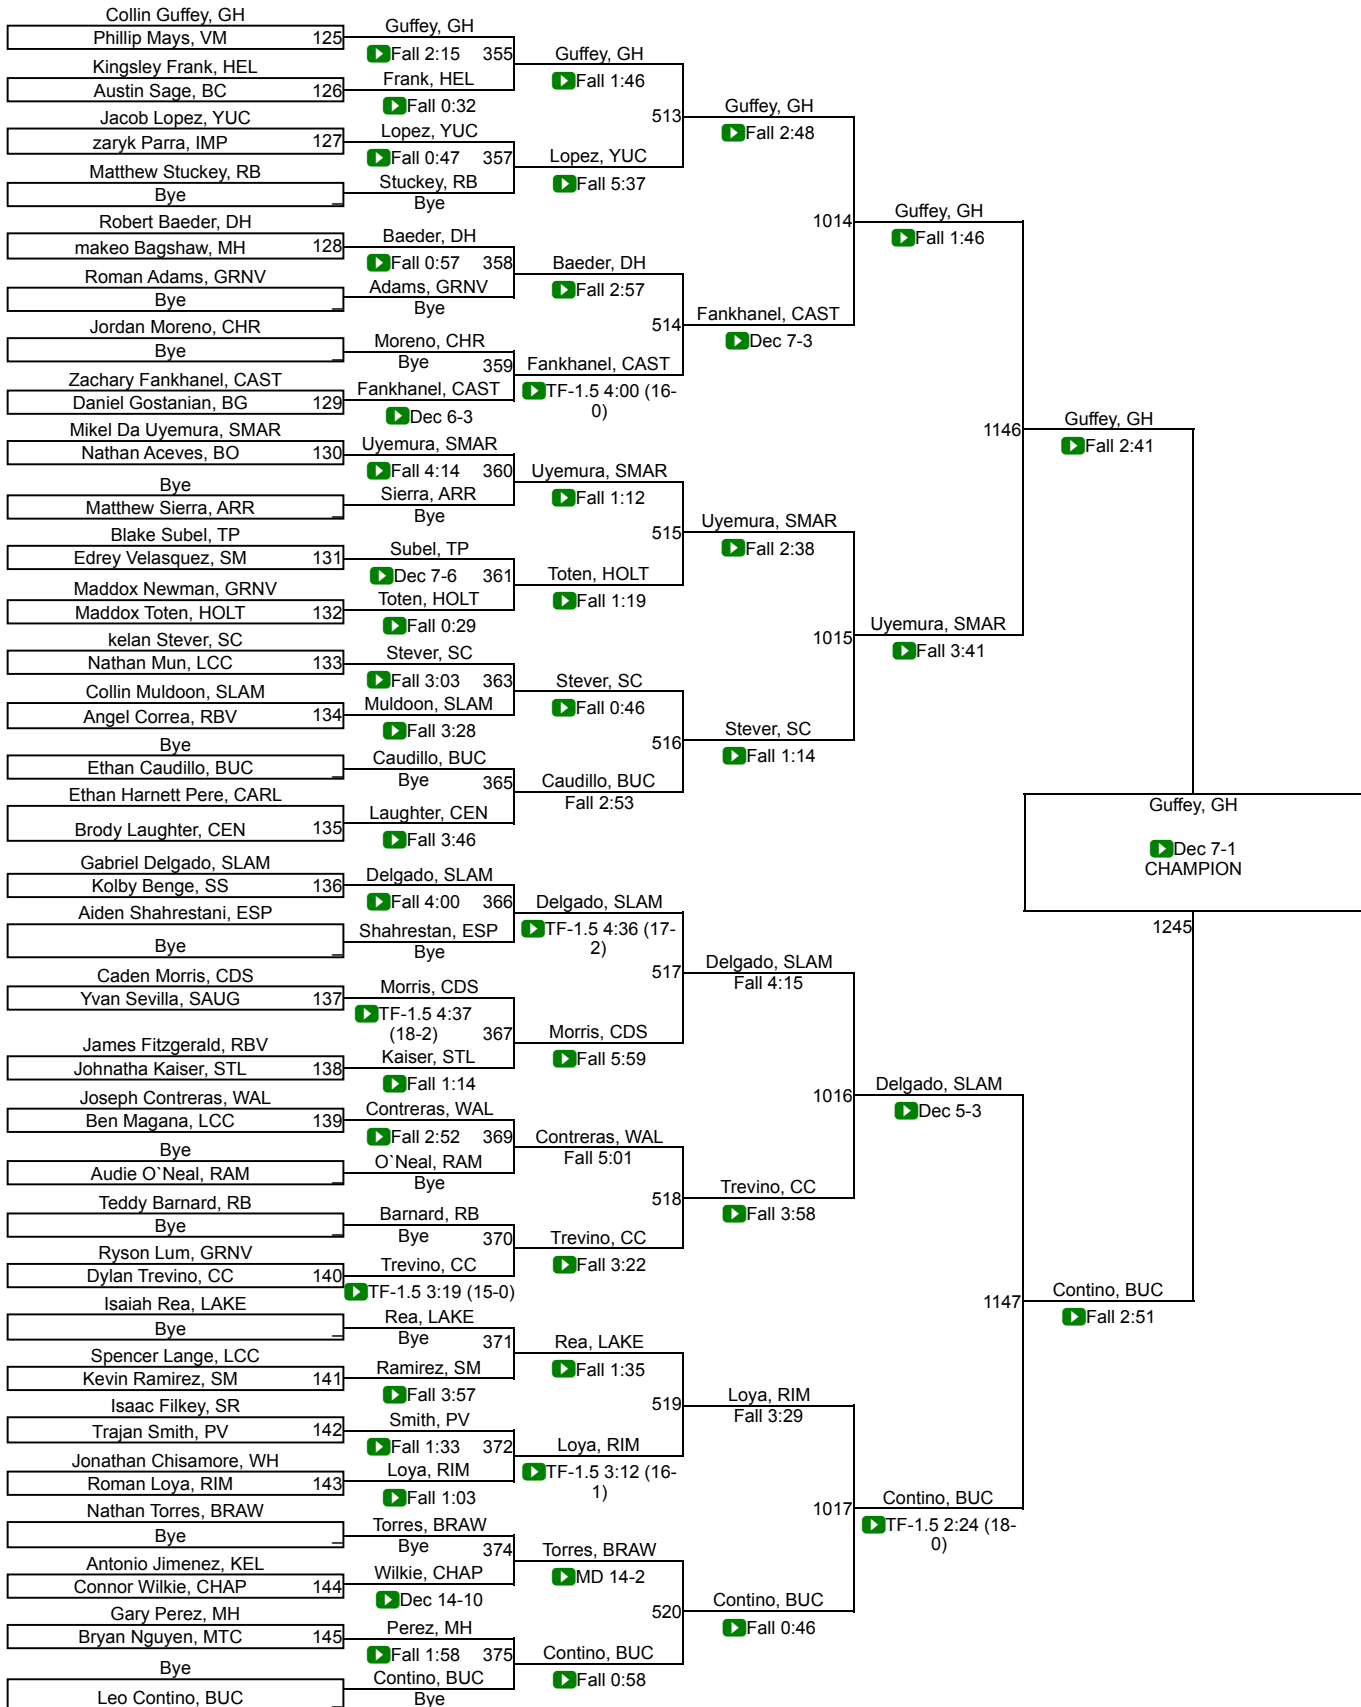 Collin Guffey, GH
Phillip Mays, VM 125
Kingsley Frank, HEL
Austin Sage, BC 126
Jacob Lopez, YUC
zaryk Parra, IMP 127
Matthew Stuckey, RB
Bye _
Robert Baeder, DH
makeo Bagshaw, MH 128
Roman Adams, GRNV
Bye _
Jordan Moreno, CHR
Bye _
Zachary Fankhanel, CAST
Daniel Gostanian, BG 129
Mikel Da Uyemura, SMAR
Nathan Aceves, BO 130
Bye
Matthew Sierra, ARR _
Blake Subel, TP
Edrey Velasquez, SM 131
Maddox Newman, GRNV
Maddox Toten, HOLT 132
kelan Stever, SC
Nathan Mun, LCC 133
Collin Muldoon, SLAM
Angel Correa, RBV 134
Bye
Ethan Caudillo, BUC _
Ethan Harnett Pere, CARL
Brody Laughter, CEN 135
Gabriel Delgado, SLAM
Kolby Benge, SS 136
Aiden Shahrestani, ESP
Bye _
Caden Morris, CDS
Yvan Sevilla, SAUG 137
James Fitzgerald, RBV
Johnatha Kaiser, STL 138
Joseph Contreras, WAL
Ben Magana, LCC 139
Bye
Audie O`Neal, RAM _
Teddy Barnard, RB
Bye _
Ryson Lum, GRNV
Dylan Trevino, CC 140
Isaiah Rea, LAKE
Bye _
Spencer Lange, LCC
Kevin Ramirez, SM 141
Isaac Filkey, SR
Trajan Smith, PV 142
Jonathan Chisamore, WH
Roman Loya, RIM 143
Nathan Torres, BRAW
Bye _
Antonio Jimenez, KEL
Connor Wilkie, CHAP 144
Gary Perez, MH
Bryan Nguyen, MTC 145
Bye
Leo Contino, BUC _
Guffey, GH
Fall 2:15 355
Frank, HEL
Fall 0:32
Lopez, YUC
Fall 0:47 357
Stuckey, RB
Bye
Baeder, DH
Fall 0:57 358
Adams, GRNV
Bye
Moreno, CHR
Bye 359
Fankhanel, CAST
Dec 6-3
Uyemura, SMAR
Fall 4:14 360
Sierra, ARR
Bye
Subel, TP
Dec 7-6 361
Toten, HOLT
Fall 0:29
Stever, SC
Fall 3:03 363
Muldoon, SLAM
Fall 3:28
Caudillo, BUC
Bye 365
Laughter, CEN
Fall 3:46
Delgado, SLAM
Fall 4:00 366
Shahrestan, ESP
Bye
Morris, CDS
TF-1.5 4:37
(18-2) 367
Kaiser, STL
Fall 1:14
Contreras, WAL
Fall 2:52 369
O`Neal, RAM
Bye
Barnard, RB
Bye 370
Trevino, CC
TF-1.5 3:19 (15-0)
Rea, LAKE
Bye 371
Ramirez, SM
Fall 3:57
Smith, PV
Fall 1:33 372
Loya, RIM
Fall 1:03
Torres, BRAW
Bye 374
Wilkie, CHAP
Dec 14-10
Perez, MH
Fall 1:58 375
Contino, BUC
Bye
Guffey, GH
Fall 1:46
513
Lopez, YUC
Fall 5:37
Baeder, DH
Fall 2:57
514
Fankhanel, CAST
TF-1.5 4:00 (16-
0)
Uyemura, SMAR
Fall 1:12
515
Toten, HOLT
Fall 1:19
Stever, SC
Fall 0:46
516
Caudillo, BUC
Fall 2:53
Delgado, SLAM
TF-1.5 4:36 (17-
2)
517
Morris, CDS
Fall 5:59
Contreras, WAL
Fall 5:01
518
Trevino, CC
Fall 3:22
Rea, LAKE
Fall 1:35
519
Loya, RIM
TF-1.5 3:12 (16-
1)
Torres, BRAW
MD 14-2
520
Contino, BUC
Fall 0:58
Guffey, GH
Fall 2:48
1014
Fankhanel, CAST
Dec 7-3
Uyemura, SMAR
Fall 2:38
1015
Stever, SC
Fall 1:14
Delgado, SLAM
Fall 4:15
1016
Trevino, CC
Fall 3:58
Loya, RIM
Fall 3:29
1017
Contino, BUC
Fall 0:46
Guffey, GH
Fall 1:46
1146
Uyemura, SMAR
Fall 3:41
Delgado, SLAM
Dec 5-3
1147
Contino, BUC
TF-1.5 2:24 (18-
0)
Guffey, GH
Fall 2:41
Guffey, GH
Dec 7-1
CHAMPION
1245
Contino, BUC
Fall 2:51